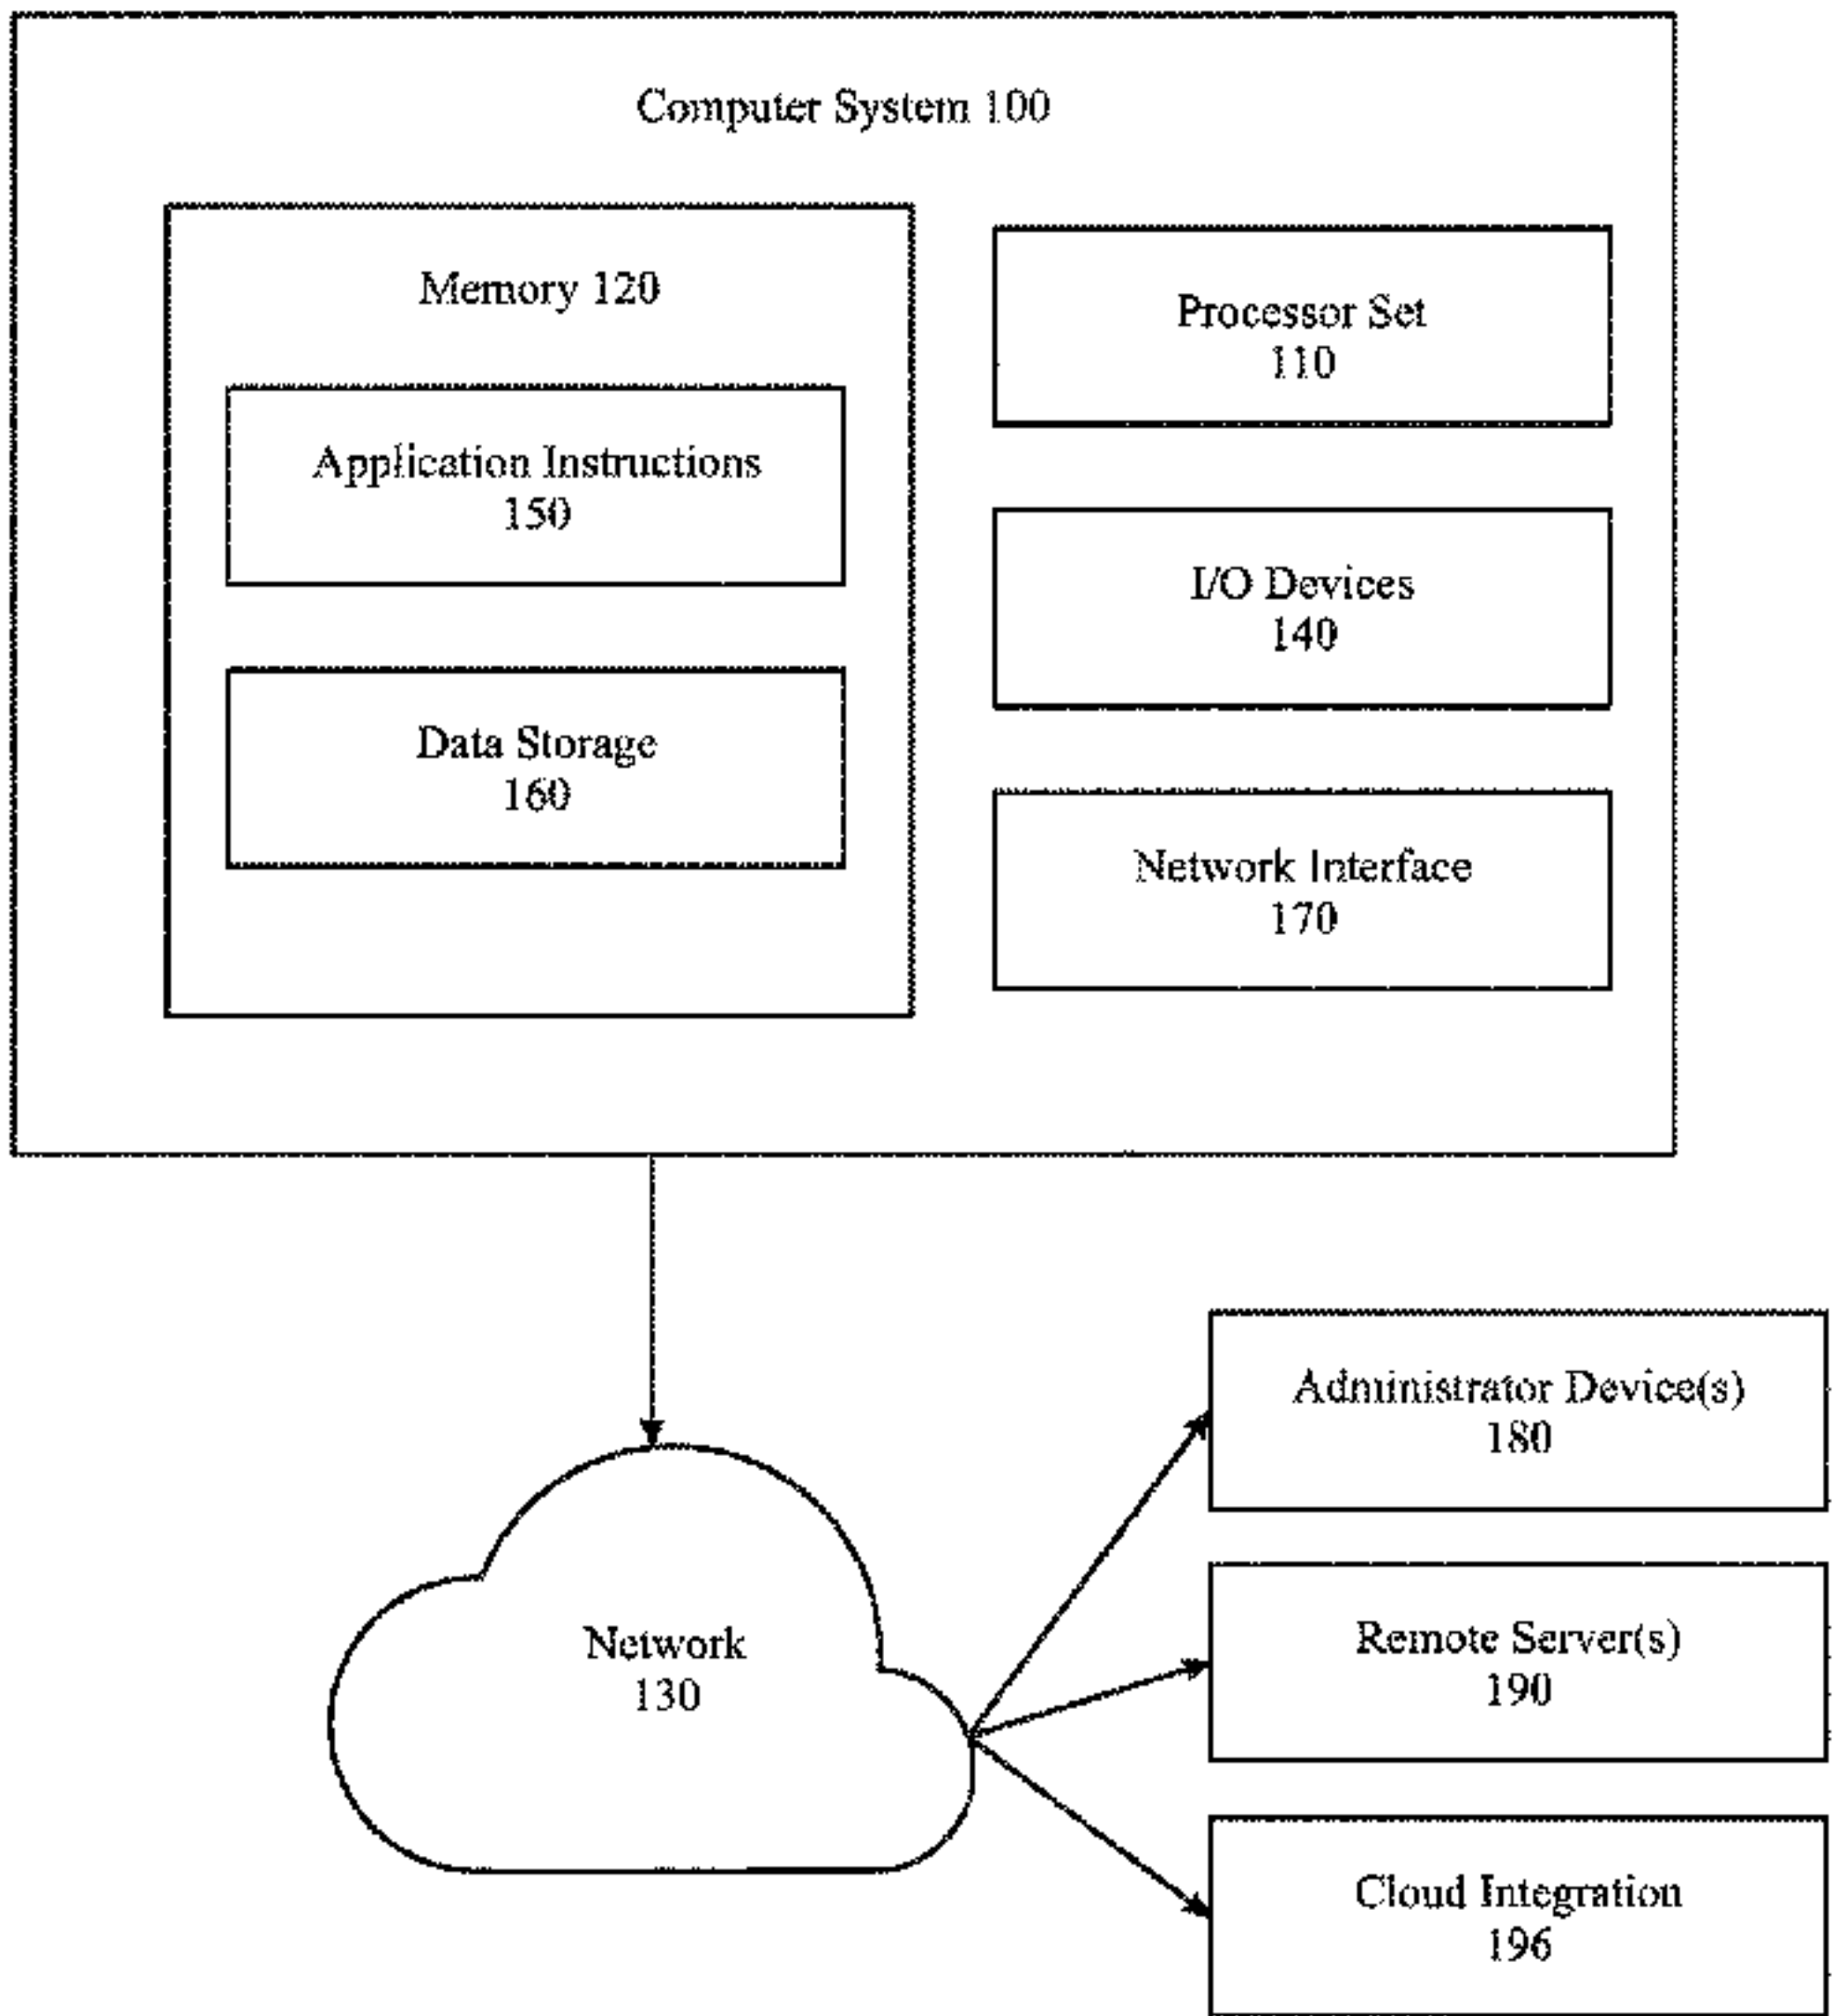 Computer System 100
Memory 120
Application Instructions
150
Data Storage
160
Processor Set
110
I/O Devices
140
Network Interface
170
Network
130
Administrator Device(s)
180
Remote Server(s)
190
Cloud Integration
196